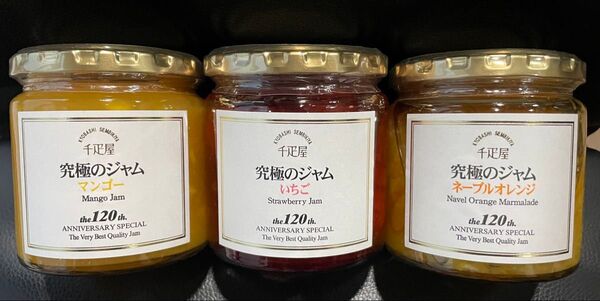 KYOBASHI SEMBIKIYA
千疋屋
究極のジャム
マンゴー
Mango Jam
the 120th.
ANNIVERSARY SPECIAL
The Very Best Quality Jam
KYOBASHI SEMBIKIYA
千疋屋
究極のジャム
いちご
Strawberry Jam
the 120th.
ANNIVERSARY SPECIAL
The Very Best Quality Jam
KYOBASHI SEMBIKIYA
千疋屋
究極のジャム
ネーブルオレンジ
Navel Orange Marmalade
the 120th.
ANNIVERSARY SPECIAL
The Very Best Quality Jam